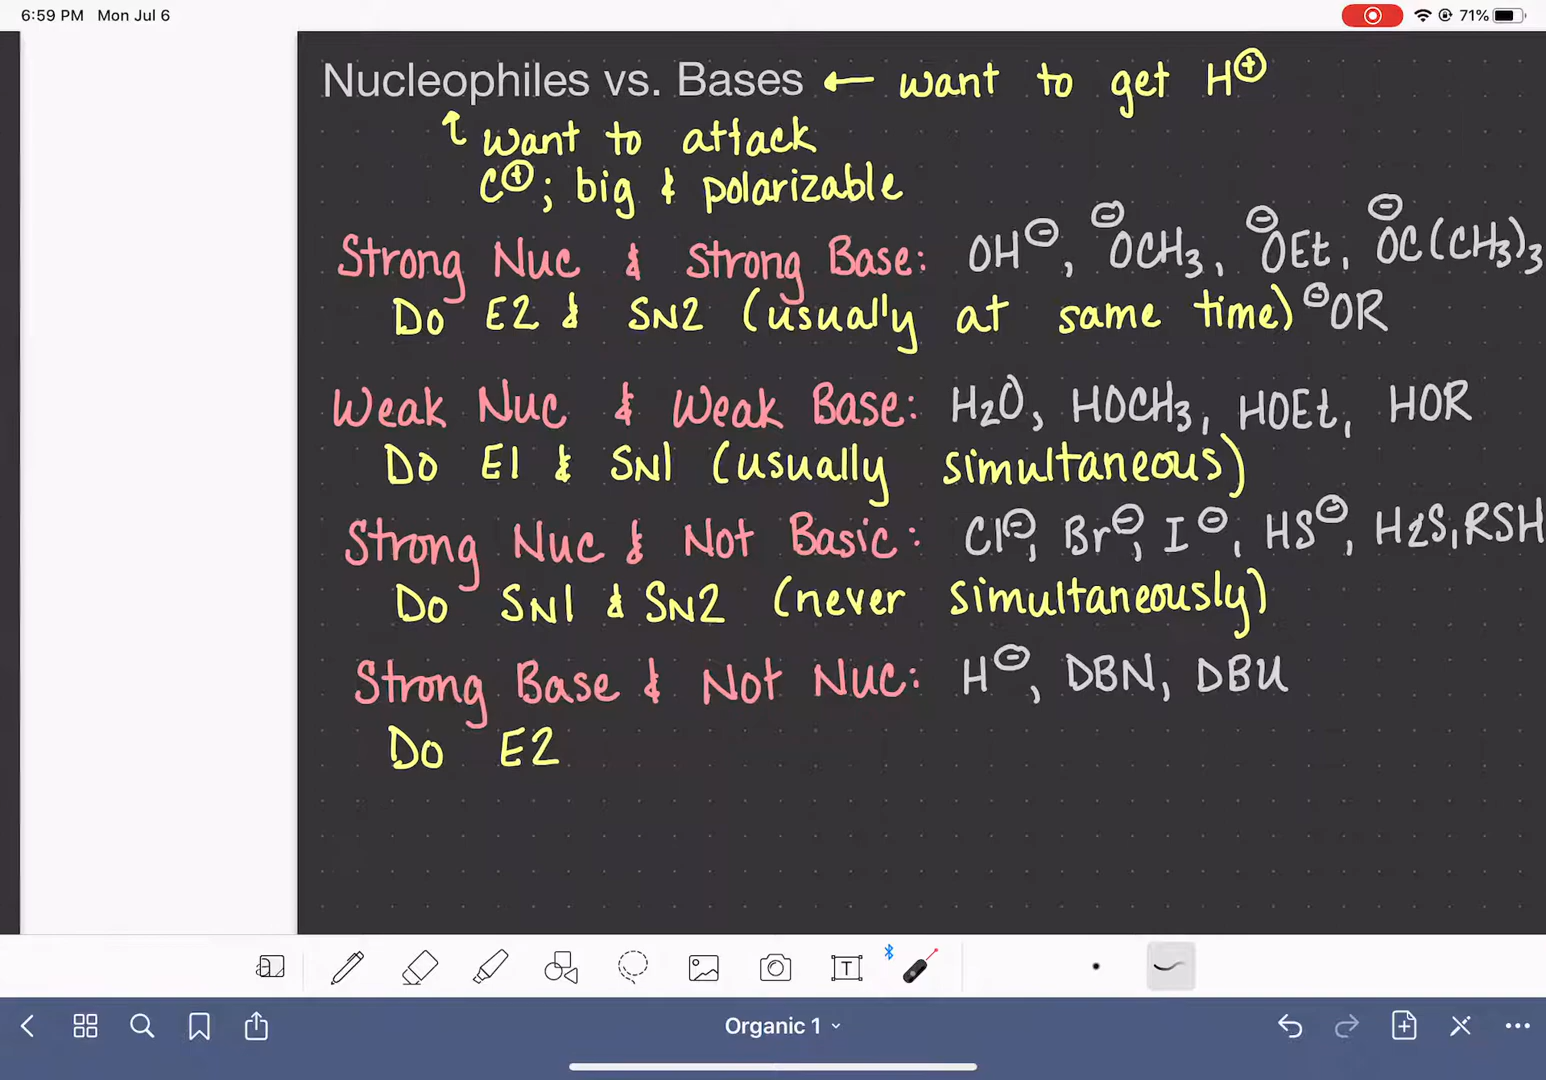 6:59 PM Mon Jul 6
71%
Nucleophiles vs. Bases ← want to get H⊕
↑ want to attack
C⊕; big & polarizable
Strong Nuc & Strong Base: OH⊖, ⊖OCH3, ⊖OEt, ⊖OC(CH3)3
Do E2 & SN2 (usually at same time) ⊖OR
Weak Nuc & Weak Base: H2O, HOCH3, HOEt, HOR
Do E1 & SN1 (usually simultaneous)
Strong Nuc & Not Basic: Cl⊖, Br⊖, I⊖, HS⊖, H2S, RSH
Do SN1 & SN2 (never simultaneously)
Strong Base & Not Nuc: H⊖, DBN, DBU
Do E2
T
Organic 1